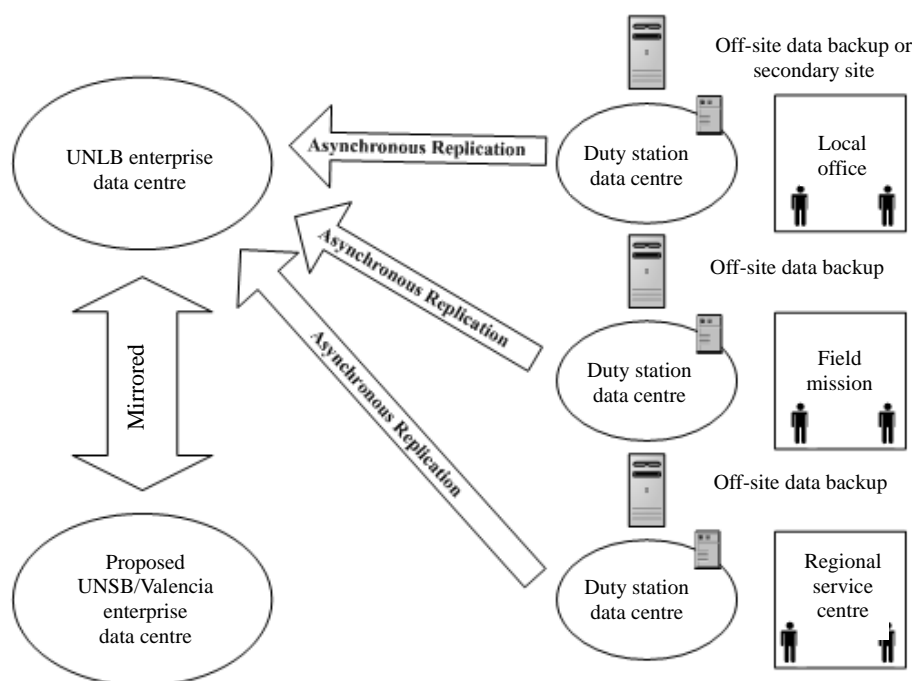 Off-site data backup or
secondary site
UNLB enterprise
data centre
Asynchronous Replication
Duty station
data centre
Local
office
Asynchronous Replication
Off-site data backup
Mirrored
Asynchronous Replication
Duty station
data centre
Field
mission
Off-site data backup
Proposed
UNSB/Valencia
enterprise
data centre
Duty station
data centre
Regional
service
centre